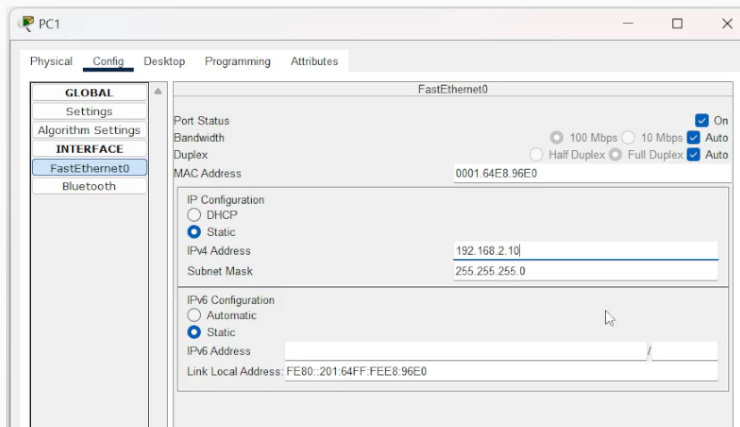 PC1
Physical Config Desktop Programming Attributes
GLOBAL
Settings
Algorithm Settings
INTERFACE
FastEthernet0
Bluetooth
FastEthernet0
Port Status On
Bandwidth 100 Mbps 10 Mbps Auto
Duplex Half Duplex Full Duplex Auto
MAC Address 0001.64E8.96E0
IP Configuration
DHCP
Static
IPv4 Address 192.168.2.10
Subnet Mask 255.255.255.0
IPv6 Configuration
Automatic
Static
IPv6 Address /
Link Local Address: FE80::201:64FF:FEE8:96E0